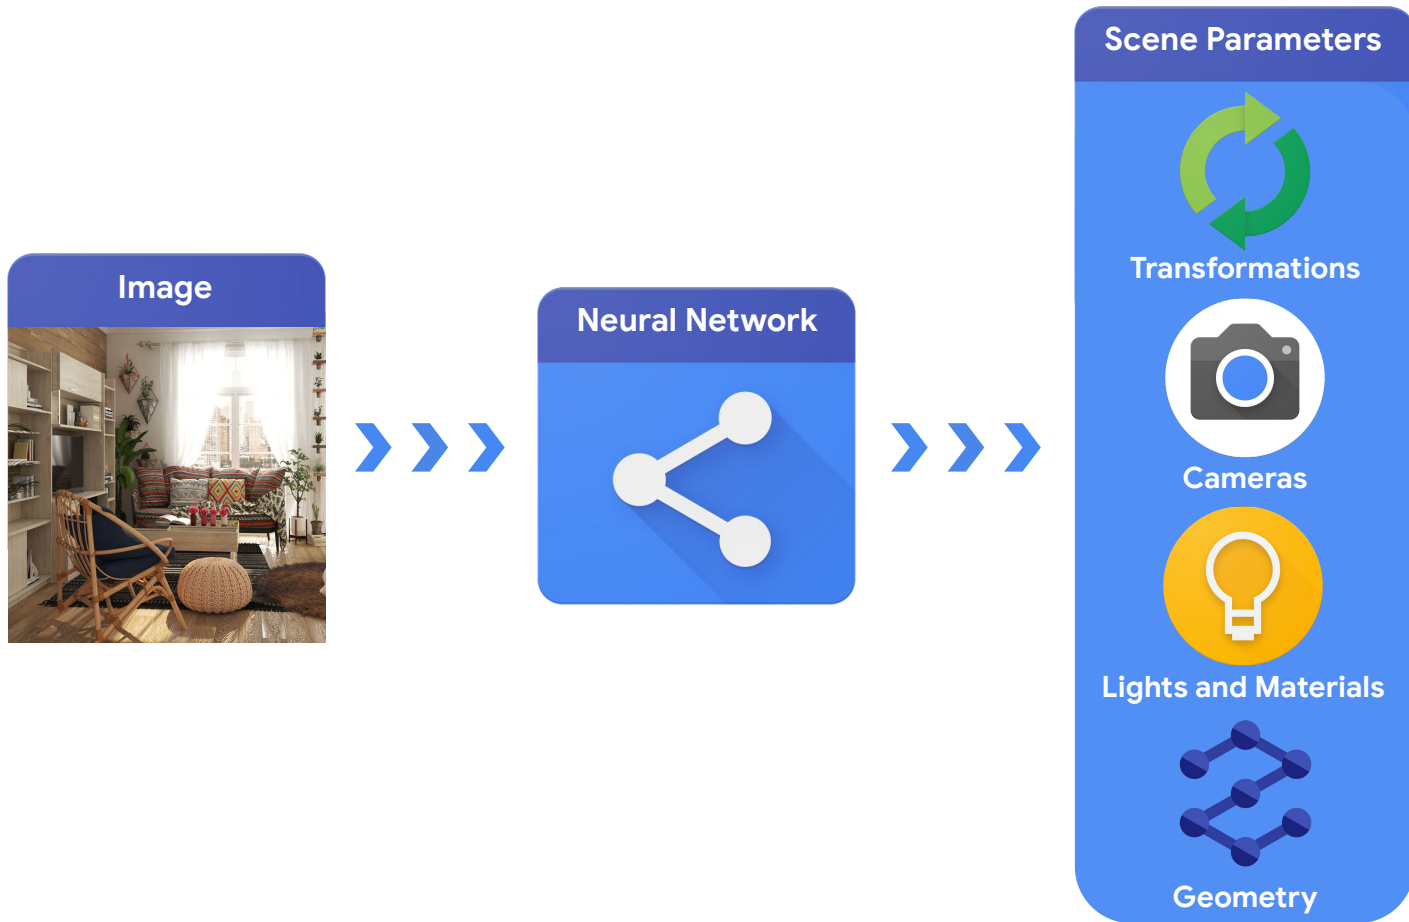 Image
Neural Network
Scene Parameters
Transformations
Cameras
Lights and Materials
Geometry